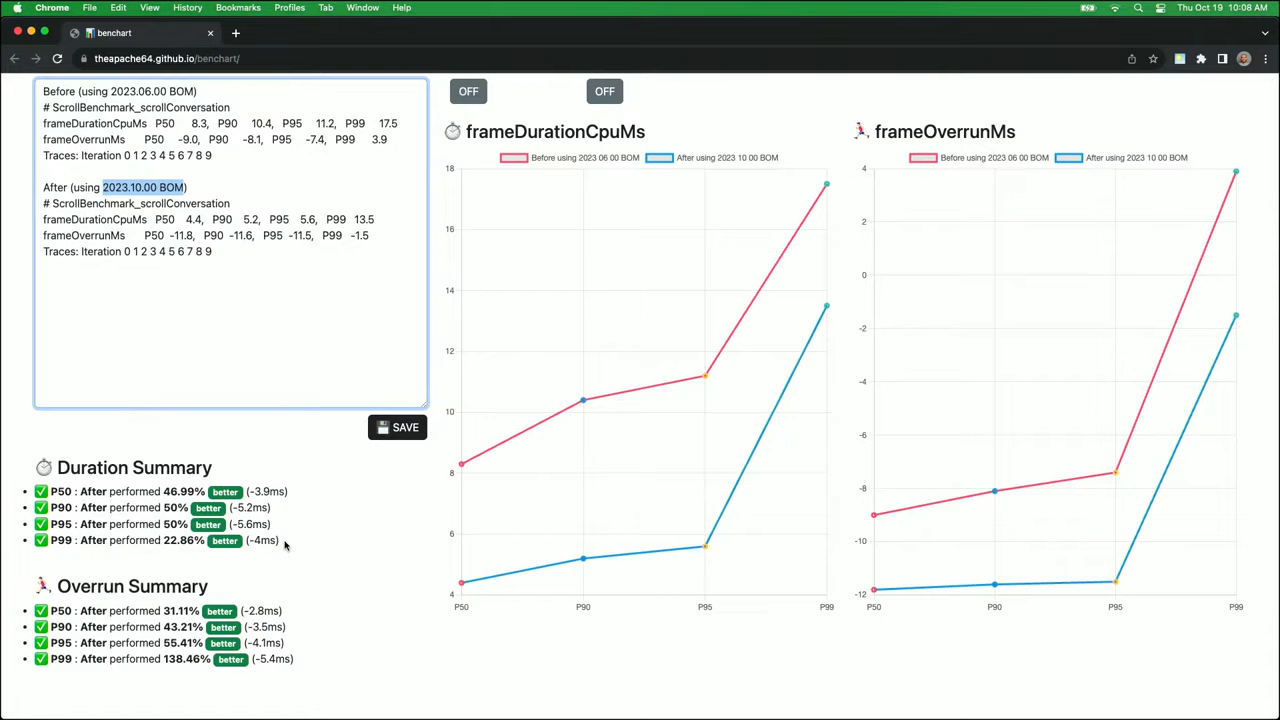 Chrome File Edit View History Bookmarks Profiles Tab Window Help
Thu Oct 19 10:08 AM
benchart
theapache64.github.io/benchart/
Before (using 2023.06.00 BOM)
# ScrollBenchmark_scrollConversation
frameDurationCpuMs P50 8.3, P90 10.4, P95 11.2, P99 17.5
frameOverrunMs P50 -9.0, P90 -8.1, P95 -7.4, P99 3.9
Traces: Iteration 0 1 2 3 4 5 6 7 8 9
After (using 2023.10.00 BOM)
# ScrollBenchmark_scrollConversation
frameDurationCpuMs P50 4.4, P90 5.2, P95 5.6, P99 13.5
frameOverrunMs P50 -11.8, P90 -11.6, P95 -11.5, P99 -1.5
Traces: Iteration 0 1 2 3 4 5 6 7 8 9
SAVE
Duration Summary
P50 : After performed 46.99% better (-3.9ms)
P90 : After performed 50% better (-5.2ms)
P95 : After performed 50% better (-5.6ms)
P99 : After performed 22.86% better (-4ms)
Overrun Summary
P50 : After performed 31.11% better (-2.8ms)
P90 : After performed 43.21% better (-3.5ms)
P95 : After performed 55.41% better (-4.1ms)
P99 : After performed 138.46% better (-5.4ms)
OFF
OFF
frameDurationCpuMs
Before using 2023 06 00 BOM
After using 2023 10 00 BOM
18
16
14
12
10
8
6
4
P50 P90 P95 P99
frameOverrunMs
Before using 2023 06 00 BOM
After using 2023 10 00 BOM
4
2
0
-2
-4
-6
-8
-10
-12
P50 P90 P95 P99